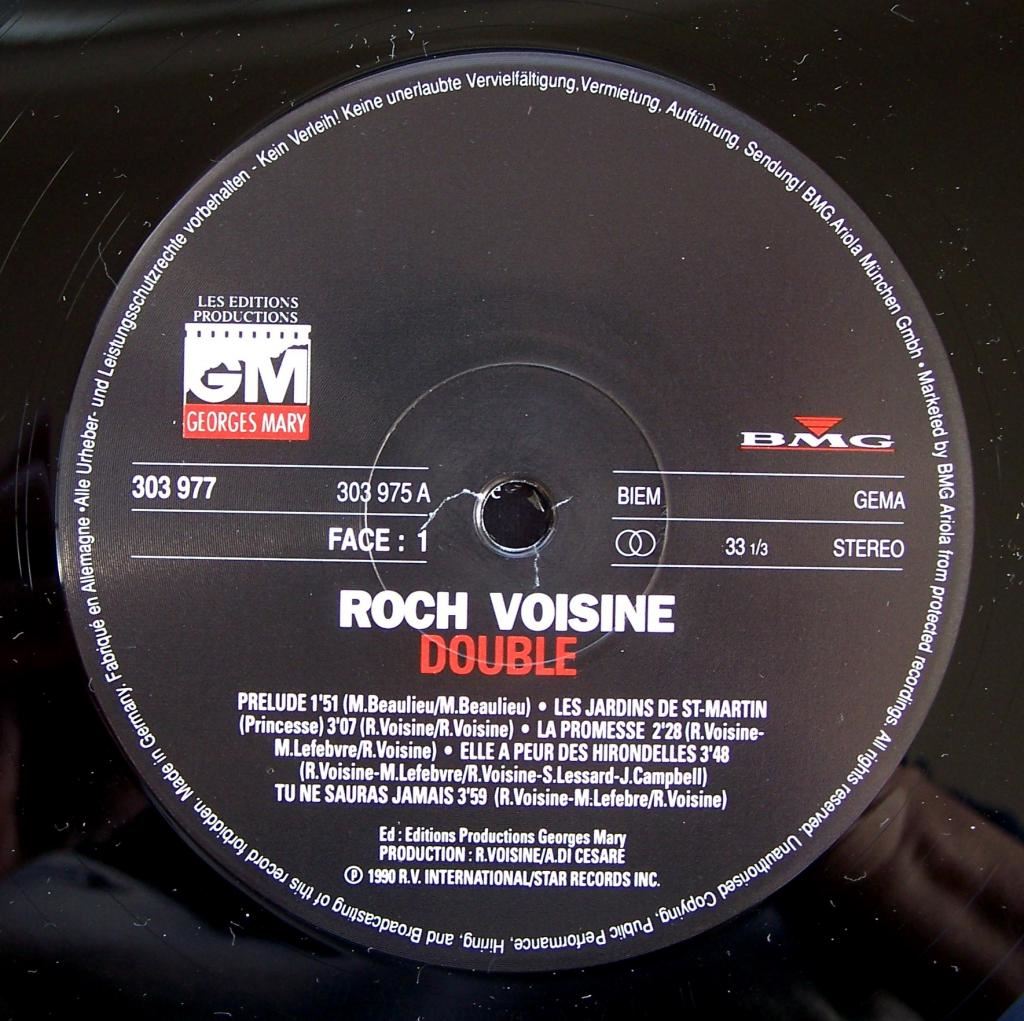 Made in Germany. Fabriqué en Allemagne • Alle Urheber- und Leistungsschutzrechte vorbehalten - Kein Verleih! Keine unerlaubte Vervielfältigung, Vermietung, Aufführung, Sendung! BMG Ariola München Gmbh • Marketed by BMG Ariola from protected recordings. All rights reserved. Unauthorised Copying, Public Performance, Hiring, and Broadcasting of this record forbidden.
LES EDITIONS
PRODUCTIONS
GM
GEORGES MARY
BMG
303 977 303 975 A
FACE : 1
BIEM GEMA
33 1/3 STEREO
ROCH VOISINE
DOUBLE
PRELUDE 1'51 (M.Beaulieu/M.Beaulieu) • LES JARDINS DE ST-MARTIN
(Princesse) 3'07 (R.Voisine/R.Voisine) • LA PROMESSE 2'28 (R.Voisine-
M.Lefebvre/R.Voisine) • ELLE A PEUR DES HIRONDELLES 3'48
(R.Voisine-M.Lefebvre/R.Voisine-S.Lessard-J.Campbell)
TU NE SAURAS JAMAIS 3'59 (R.Voisine-M.Lefebre/R.Voisine)
Ed : Editions Productions Georges Mary
PRODUCTION : R.VOISINE/A.DI CESARE
℗ 1990 R.V. INTERNATIONAL/STAR RECORDS INC.